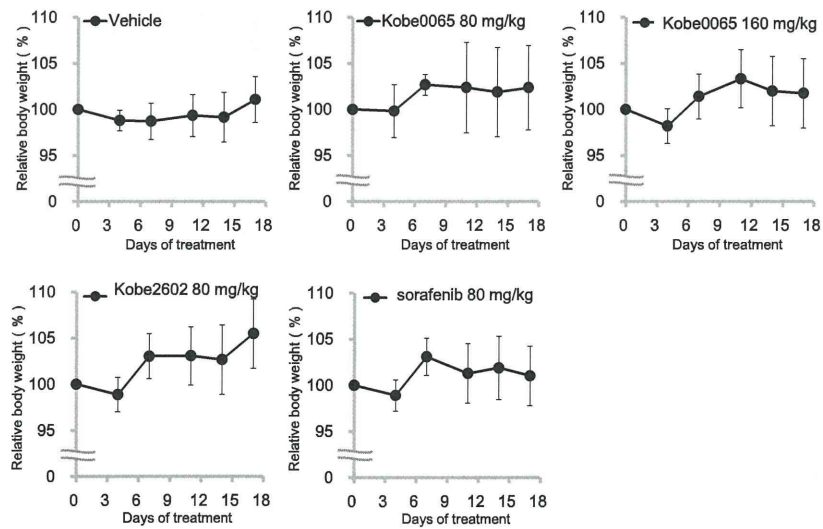 Vehicle
Relative body weight ( % )
110
105
100
95
0
0 3 6 9 12 15 18
Days of treatment
Kobe0065 80 mg/kg
Relative body weight ( % )
110
105
100
95
0
0 3 6 9 12 15 18
Days of treatment
Kobe0065 160 mg/kg
Relative body weight ( % )
110
105
100
95
0
0 3 6 9 12 15 18
Days of treatment
Kobe2602 80 mg/kg
Relative body weight ( % )
110
105
100
95
0
0 3 6 9 12 15 18
Days of treatment
sorafenib 80 mg/kg
Relative body weight ( % )
110
105
100
95
0
0 3 6 9 12 15 18
Days of treatment